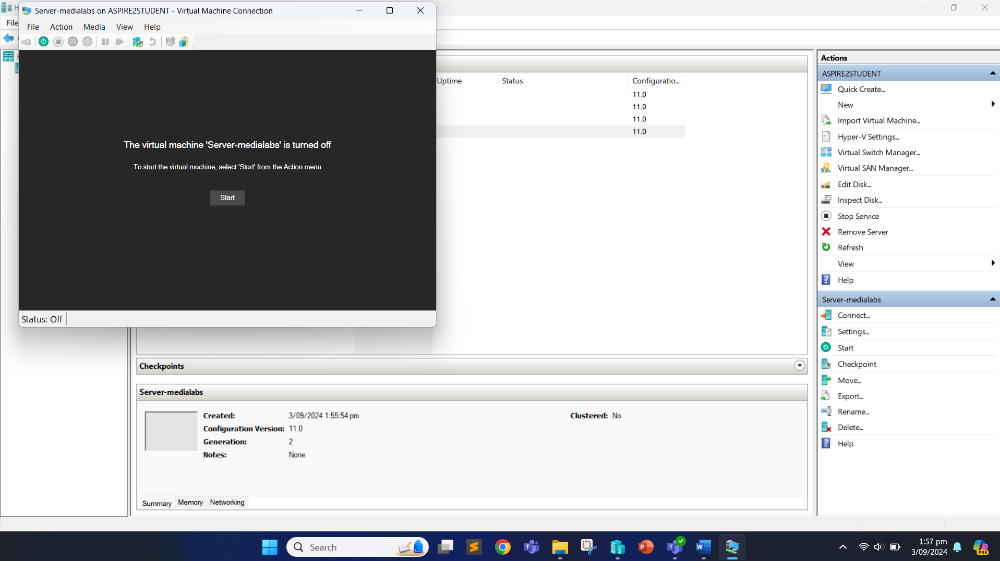 Server-medialabs on ASPIRE2STUDENT - Virtual Machine Connection
File
File Action Media View Help
The virtual machine 'Server-medialabs' is turned off
To start the virtual machine, select 'Start' from the Action menu
Start
Status: Off
Uptime Status Configuratio...
11.0
11.0
11.0
11.0
Checkpoints
Server-medialabs
Created: 3/09/2024 1:55:54 pm Clustered: No
Configuration Version: 11.0
Generation: 2
Notes: None
Summary Memory Networking
Actions
ASPIRE2STUDENT
Quick Create...
New
Import Virtual Machine...
Hyper-V Settings...
Virtual Switch Manager...
Virtual SAN Manager...
Edit Disk...
Inspect Disk...
Stop Service
Remove Server
Refresh
View
Help
Server-medialabs
Connect...
Settings...
Start
Checkpoint
Move...
Export...
Rename...
Delete...
Help
Search
1:57 pm
3/09/2024
PRE